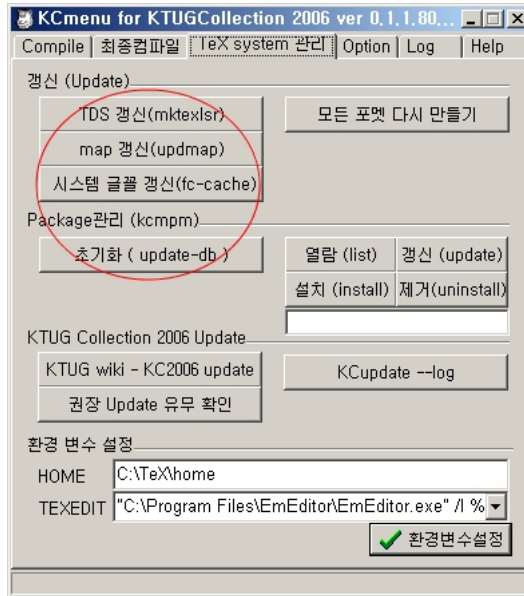 KCmenu for KTUGCollection 2006 ver 0.1.1.80...
Compile 최종컴파일 TeX system 관리 Option Log Help
갱신 (Update)
TDS 갱신(mktexlsr) 모든 포멧 다시 만들기
map 갱신(updmap)
시스템 글꼴 갱신(fc-cache)
Package관리 (kcmpm)
초기화 ( update-db ) 열람 (list) 갱신 (update)
설치 (install) 제거(uninstall)
KTUG Collection 2006 Update
KTUG wiki - KC2006 update KCupdate --log
권장 Update 유무 확인
환경 변수 설정
HOME C:\TeX\home
TEXEDIT "C:\Program Files\EmEditor\EmEditor.exe" /l %
환경변수설정